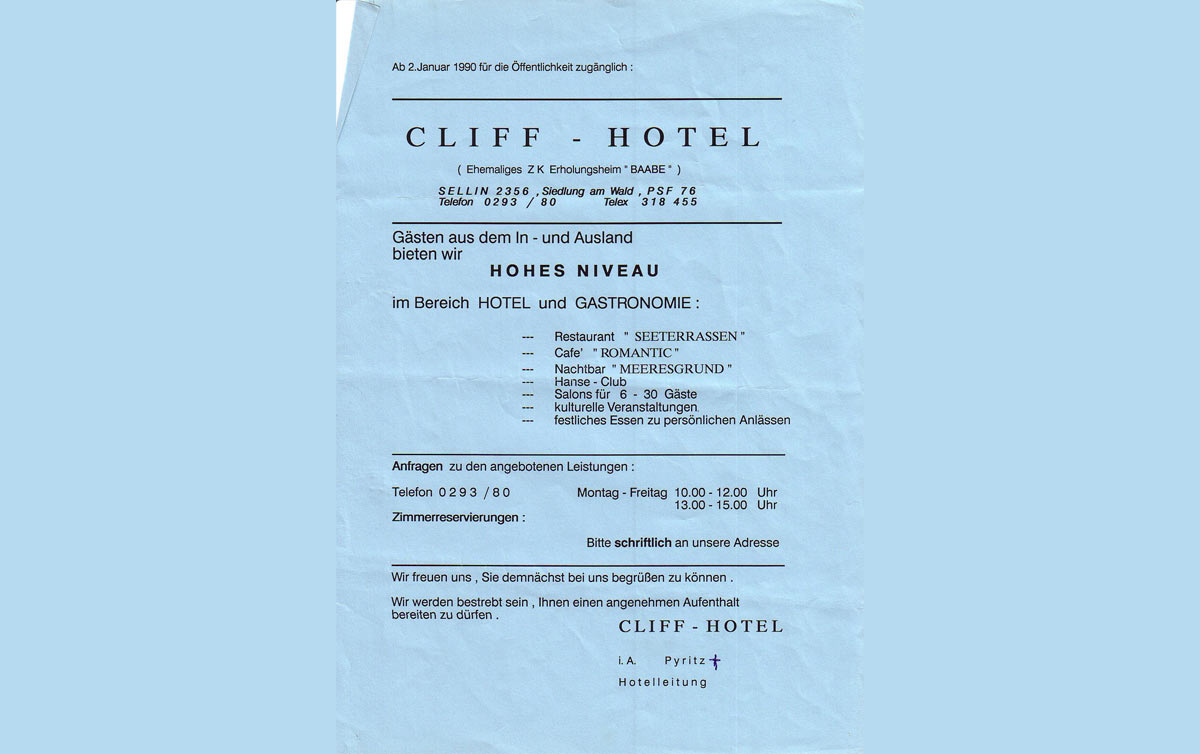 Ab 2.Januar 1990 für die Öffentlichkeit zugänglich :
CLIFF - HOTEL
( Ehemaliges Z K Erholungsheim " BAABE " )
SELLIN 2356 , Siedlung am Wald , PSF 76
Telefon 0293 / 80 Telex 318 455
Gästen aus dem In - und Ausland
bieten wir
HOHES NIVEAU
im Bereich HOTEL und GASTRONOMIE :
--- Restaurant " SEETERRASSEN "
--- Cafe' " ROMANTIC "
--- Nachtbar " MEERESGRUND "
--- Hanse - Club
--- Salons für 6 - 30 Gäste
--- kulturelle Veranstaltungen
--- festliches Essen zu persönlichen Anlässen
Anfragen zu den angebotenen Leistungen :
Telefon 0293 / 80 Montag - Freitag 10.00 - 12.00 Uhr
13.00 - 15.00 Uhr
Zimmerreservierungen :
Bitte schriftlich an unsere Adresse
Wir freuen uns , Sie demnächst bei uns begrüßen zu können .
Wir werden bestrebt sein , Ihnen einen angenehmen Aufenthalt
bereiten zu dürfen .
CLIFF - HOTEL
i.A. Pyritz
Hotelleitung